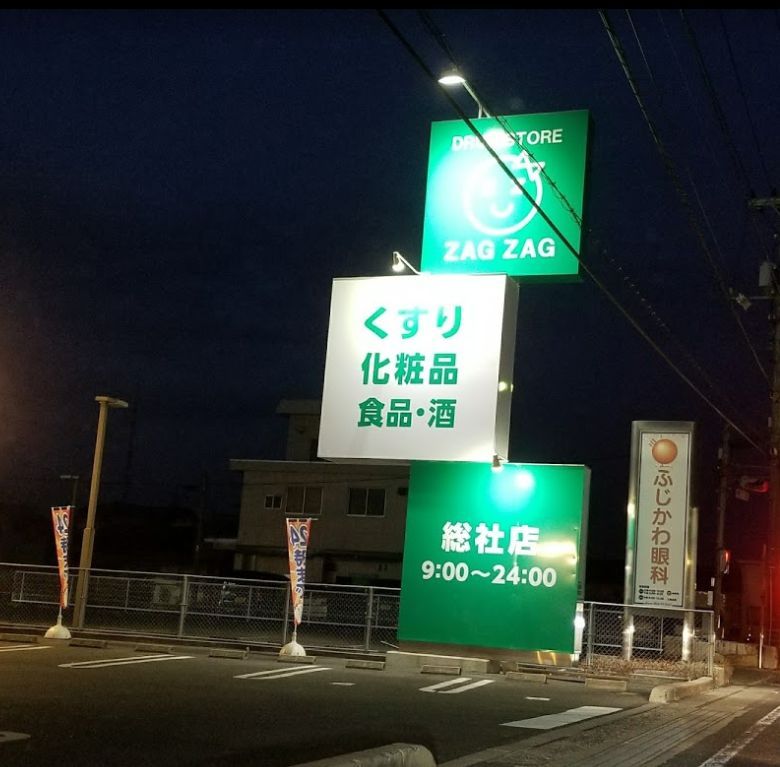 DRUG STORE
ZAG ZAG
くすり
化粧品
食品・酒
総社店
9:00～24:00
ふじかわ眼科